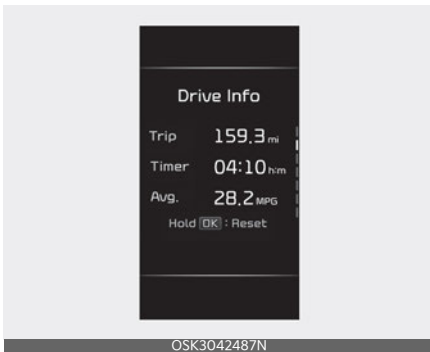 Drive Info
Trip 159.3 mi
Timer 04:10 h:m
Avg. 28.2 MPG
Hold OK : Reset
OSK3042487N